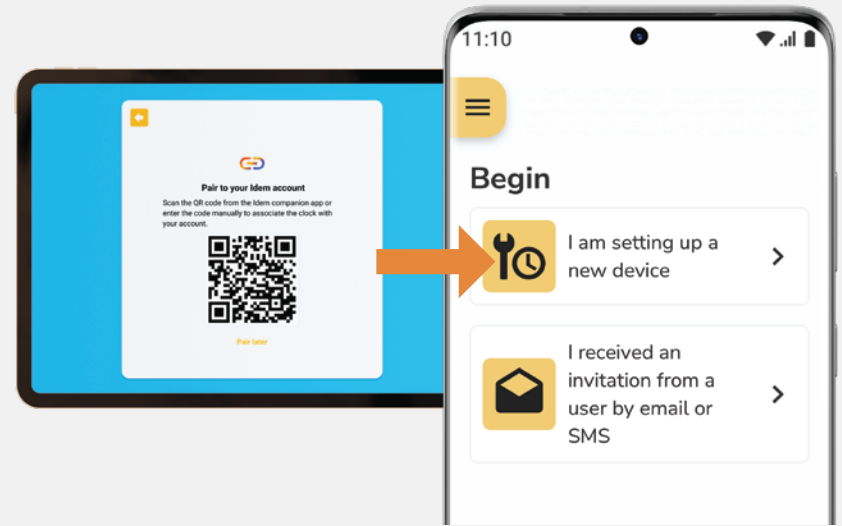 Pair to your Idem account
Scan the QR code from the Idem companion app or
enter the code manually to associate the clock with
your account.
Pair later
11:10
Begin
I am setting up a
new device
I received an
invitation from a
user by email or
SMS